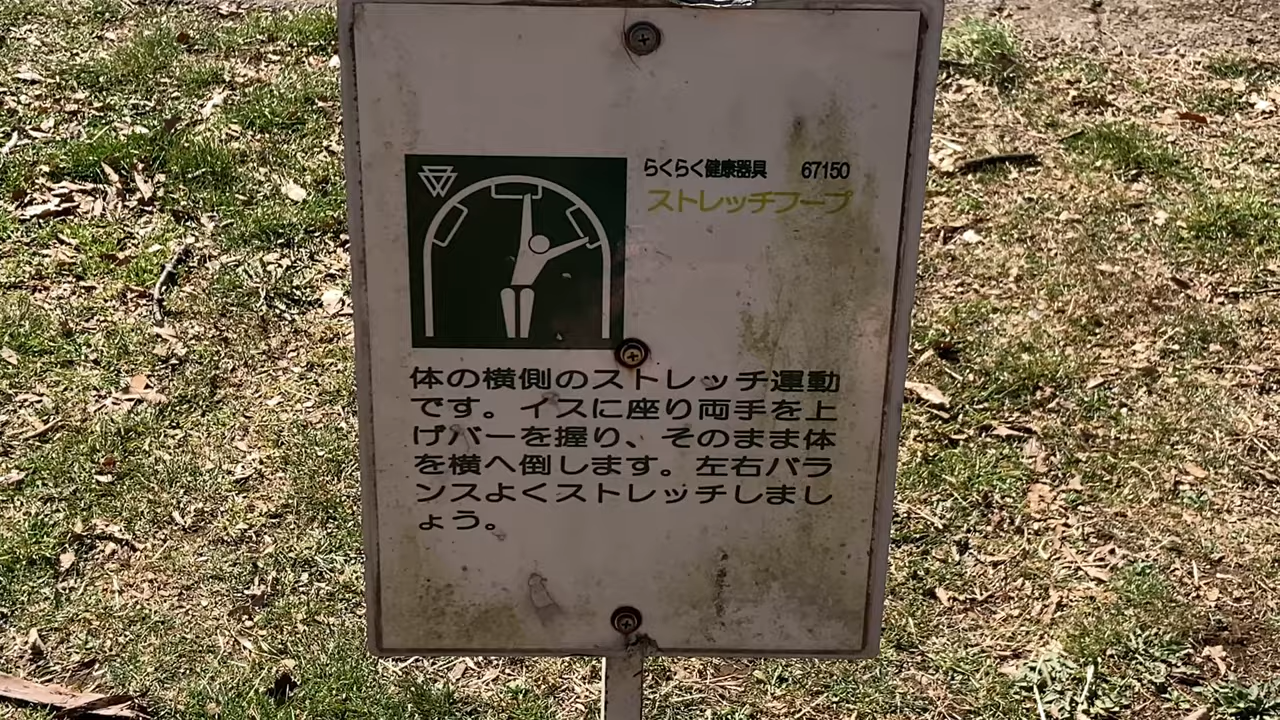 らくらく健康器具 67150
ストレッチフープ
体の横側のストレッチ運動
です。イスに座り両手を上
げバーを握り、そのまま体
を横へ倒します。左右バラ
ンスよくストレッチしまし
ょう。